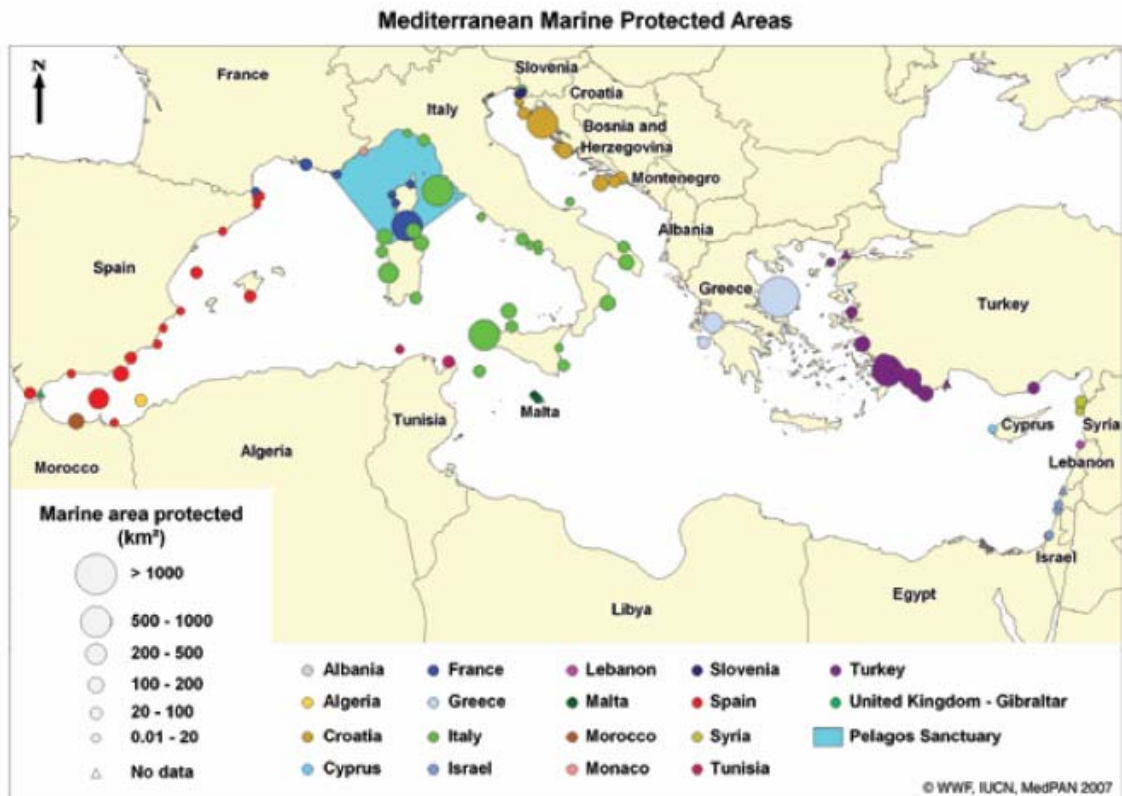 Mediterranean Marine Protected Areas
N
France
Slovenia
Croatia
Italy
Bosnia and
Herzegovina
Montenegro
Albania
Spain
Greece
Turkey
Malta
Tunisia
Cyprus
Syria
Algeria
Lebanon
Morocco
Israel
Egypt
Libya
Marine area protected
(km²)
> 1000
500 - 1000
200 - 500
100 - 200
20 - 100
0.01 - 20
No data
Albania
Algeria
Croatia
Cyprus
France
Greece
Italy
Israel
Lebanon
Malta
Morocco
Monaco
Slovenia
Spain
Syria
Tunisia
Turkey
United Kingdom - Gibraltar
Pelagos Sanctuary
© WWF, IUCN, MedPAN 2007